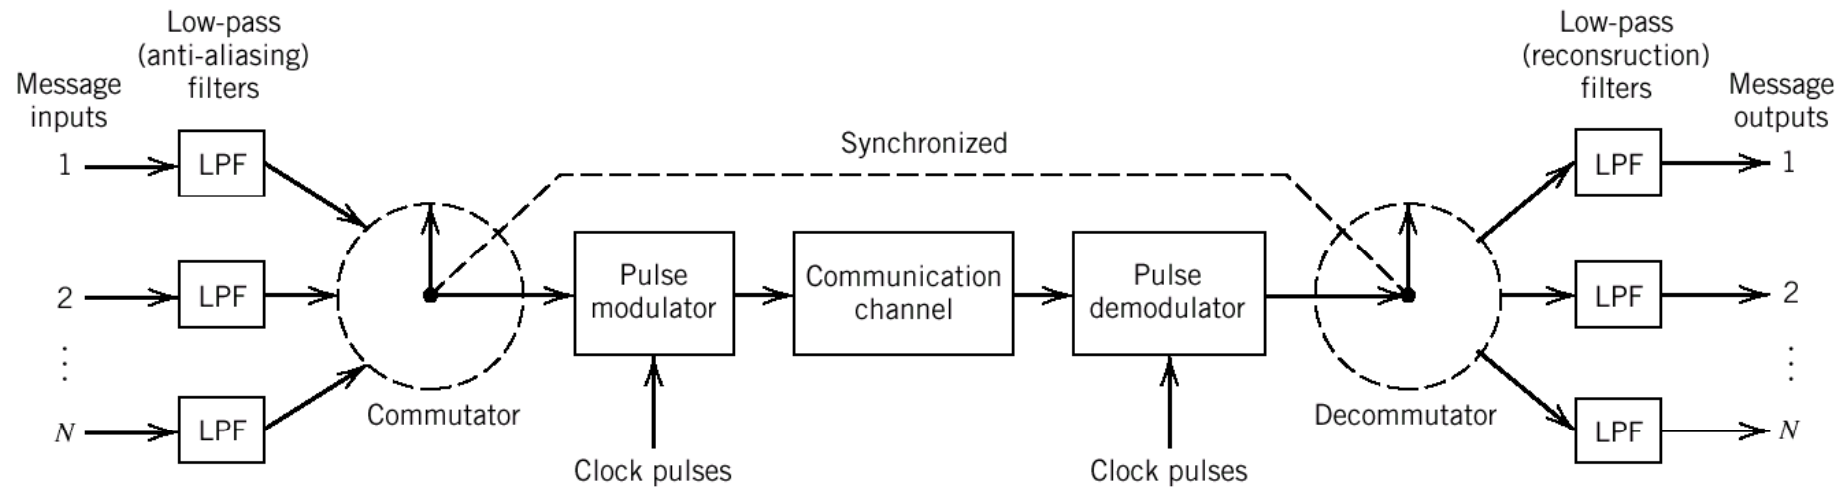 Low-pass
(anti-aliasing)
filters
Message
inputs
1
2
⋮
N
LPF
LPF
LPF
Commutator
Synchronized
Pulse
modulator
Clock pulses
Communication
channel
Pulse
demodulator
Clock pulses
Decommutator
Low-pass
(reconsruction)
filters
LPF
LPF
LPF
Message
outputs
1
2
⋮
N